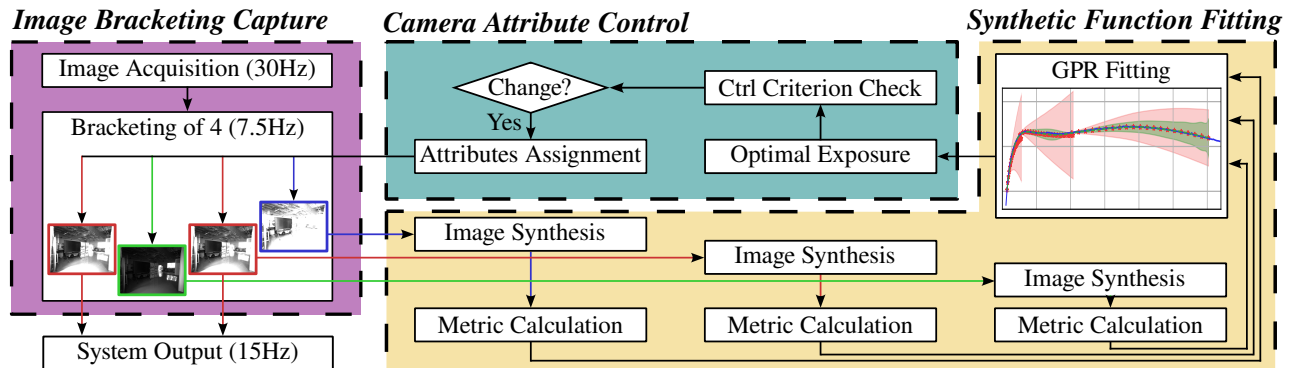 Image Bracketing Capture
Camera Attribute Control
Synthetic Function Fitting
Image Acquisition (30Hz)
Bracketing of 4 (7.5Hz)
System Output (15Hz)
Change?
Yes
Attributes Assignment
Ctrl Criterion Check
Optimal Exposure
GPR Fitting
Image Synthesis
Image Synthesis
Image Synthesis
Metric Calculation
Metric Calculation
Metric Calculation